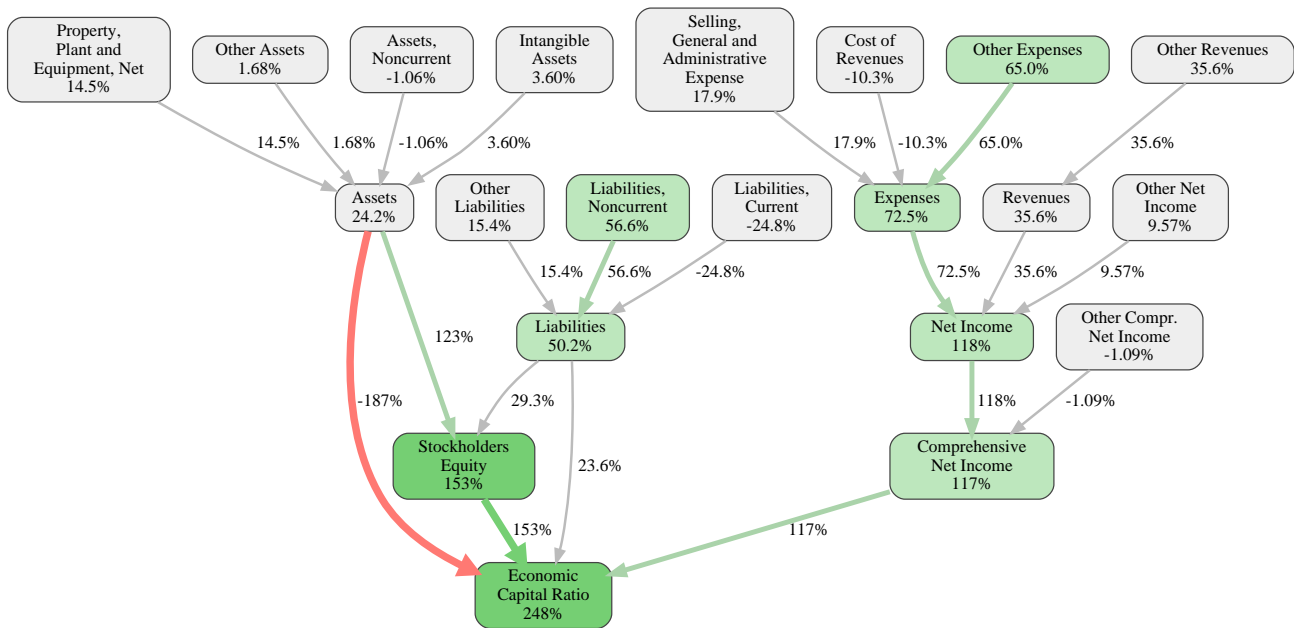 Property,
Plant and
Equipment, Net
14.5%
Other Assets
1.68%
Assets,
Noncurrent
-1.06%
Intangible
Assets
3.60%
Selling,
General and
Administrative
Expense
17.9%
Cost of
Revenues
-10.3%
Other Expenses
65.0%
Other Revenues
35.6%
14.5%
1.68%
-1.06%
3.60%
17.9%
-10.3%
65.0%
35.6%
Assets
24.2%
Other
Liabilities
15.4%
Liabilities,
Noncurrent
56.6%
Liabilities,
Current
-24.8%
Expenses
72.5%
Revenues
35.6%
Other Net
Income
9.57%
15.4%
56.6%
-24.8%
72.5%
35.6%
9.57%
Liabilities
50.2%
Net Income
118%
Other Compr.
Net Income
-1.09%
123%
-187%
29.3%
118%
-1.09%
Stockholders
Equity
153%
23.6%
Comprehensive
Net Income
117%
153%
117%
Economic
Capital Ratio
248%